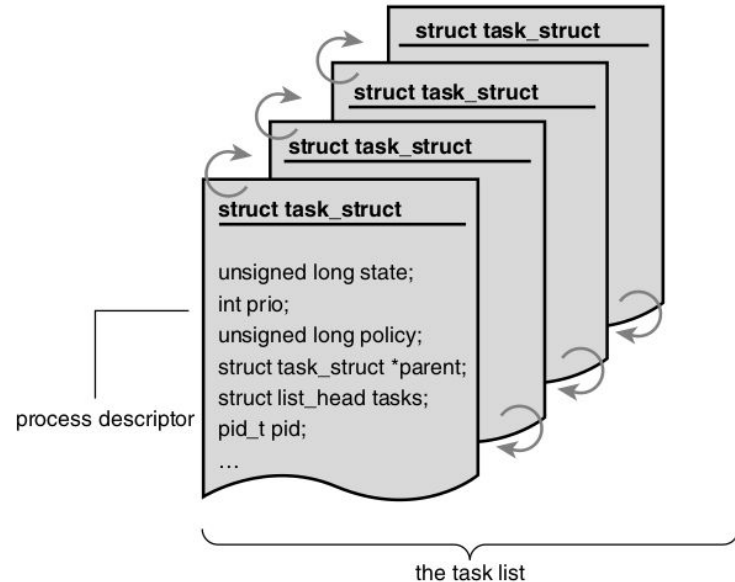 struct task_struct
struct task_struct
struct task_struct
struct task_struct
unsigned long state;
int prio;
unsigned long policy;
struct task_struct *parent;
struct list_head tasks;
process descriptor
pid_t pid;
...
the task list